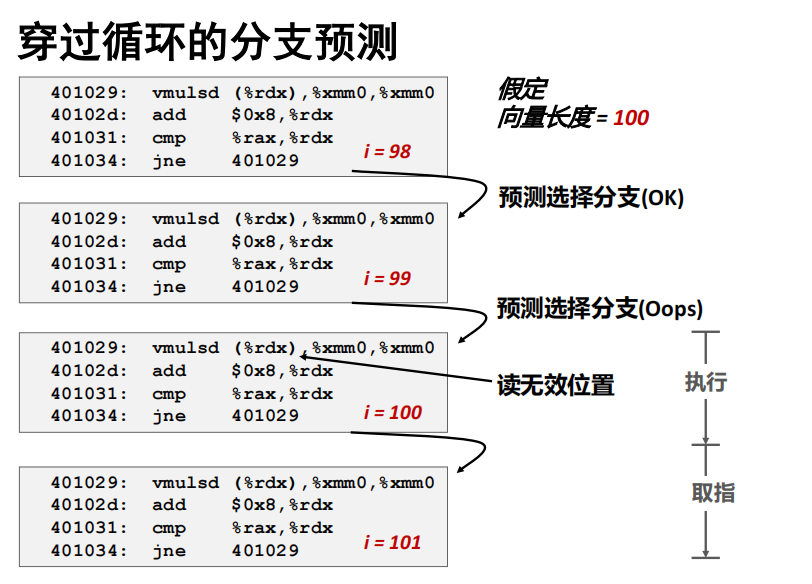 穿过循环的分支预测
401029: vmulsd (%rdx),%xmm0,%xmm0
40102d: add $0x8,%rdx
401031: cmp %rax,%rdx
401034: jne 401029
i = 98
假定
向量长度 = 100
预测选择分支(OK)
401029: vmulsd (%rdx),%xmm0,%xmm0
40102d: add $0x8,%rdx
401031: cmp %rax,%rdx
401034: jne 401029
i = 99
预测选择分支(Oops)
401029: vmulsd (%rdx),%xmm0,%xmm0
40102d: add $0x8,%rdx
401031: cmp %rax,%rdx
401034: jne 401029
i = 100
读无效位置
执行
401029: vmulsd (%rdx),%xmm0,%xmm0
40102d: add $0x8,%rdx
401031: cmp %rax,%rdx
401034: jne 401029
i = 101
取指